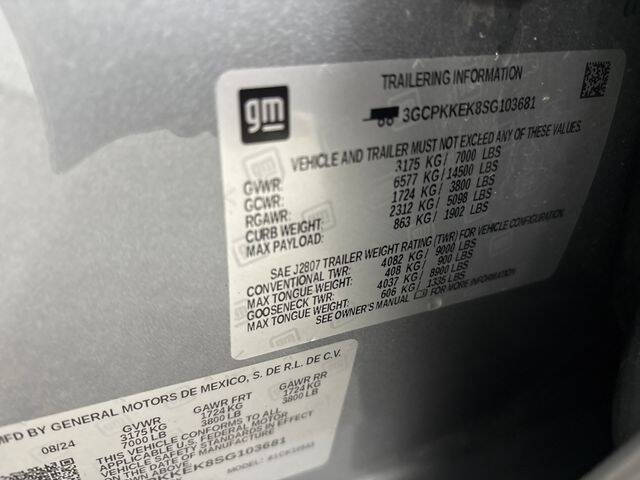 TRAILERING INFORMATION
gm
3GCPKKEK8SG103681
VEHICLE AND TRAILER MUST NOT EXCEED ANY OF THESE VALUES
GVWR: 3175 KG/ 7000 LBS
GCWR: 6577 KG/14500 LBS
RGAWR: 1724 KG/ 3800 LBS
CURB WEIGHT: 2312 KG/ 5098 LBS
MAX PAYLOAD: 863 KG/ 1902 LBS
SAE J2807 TRAILER WEIGHT RATING (TWR) FOR VEHICLE CONFIGURATION
CONVENTIONAL TWR: 4082 KG/ 9000 LBS
MAX TONGUE WEIGHT: 408 KG/ 900 LBS
GOOSENECK TWR: 4037 KG/ 8900 LBS
MAX TONGUE WEIGHT: 606 KG/ 1335 LBS
SEE OWNER'S MANUAL FOR MORE INFORMATION
MFD BY GENERAL MOTORS DE MEXICO, S. DE R.L. DE C.V.
08/24 GVWR GAWR FRT GAWR RR
3175 KG 1724 KG 1724 KG
7000 LB 3800 LB 3800 LB
THIS VEHICLE CONFORMS TO ALL
APPLICABLE U.S. FEDERAL MOTOR
VEHICLE SAFETY STANDARDS IN EFFECT
ON THE DATE OF MANUFACTURE
SHOWN ABOVE.
PKKEK8SG103681
MODEL: